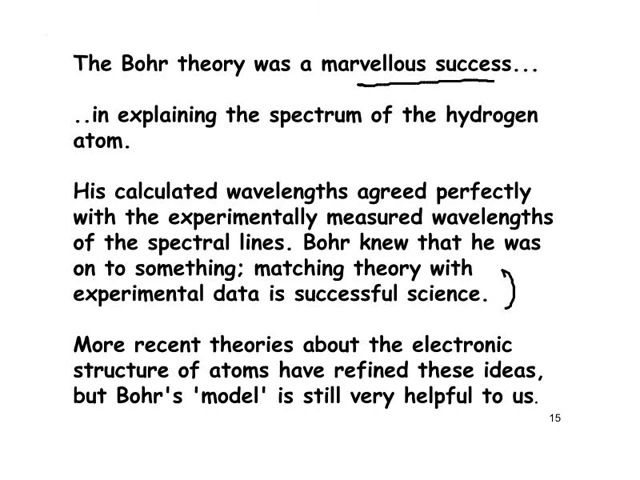 The Bohr theory was a marvellous success...
..in explaining the spectrum of the hydrogen
atom.
His calculated wavelengths agreed perfectly
with the experimentally measured wavelengths
of the spectral lines. Bohr knew that he was
on to something; matching theory with
experimental data is successful science.
More recent theories about the electronic
structure of atoms have refined these ideas,
but Bohr's 'model' is still very helpful to us.
15